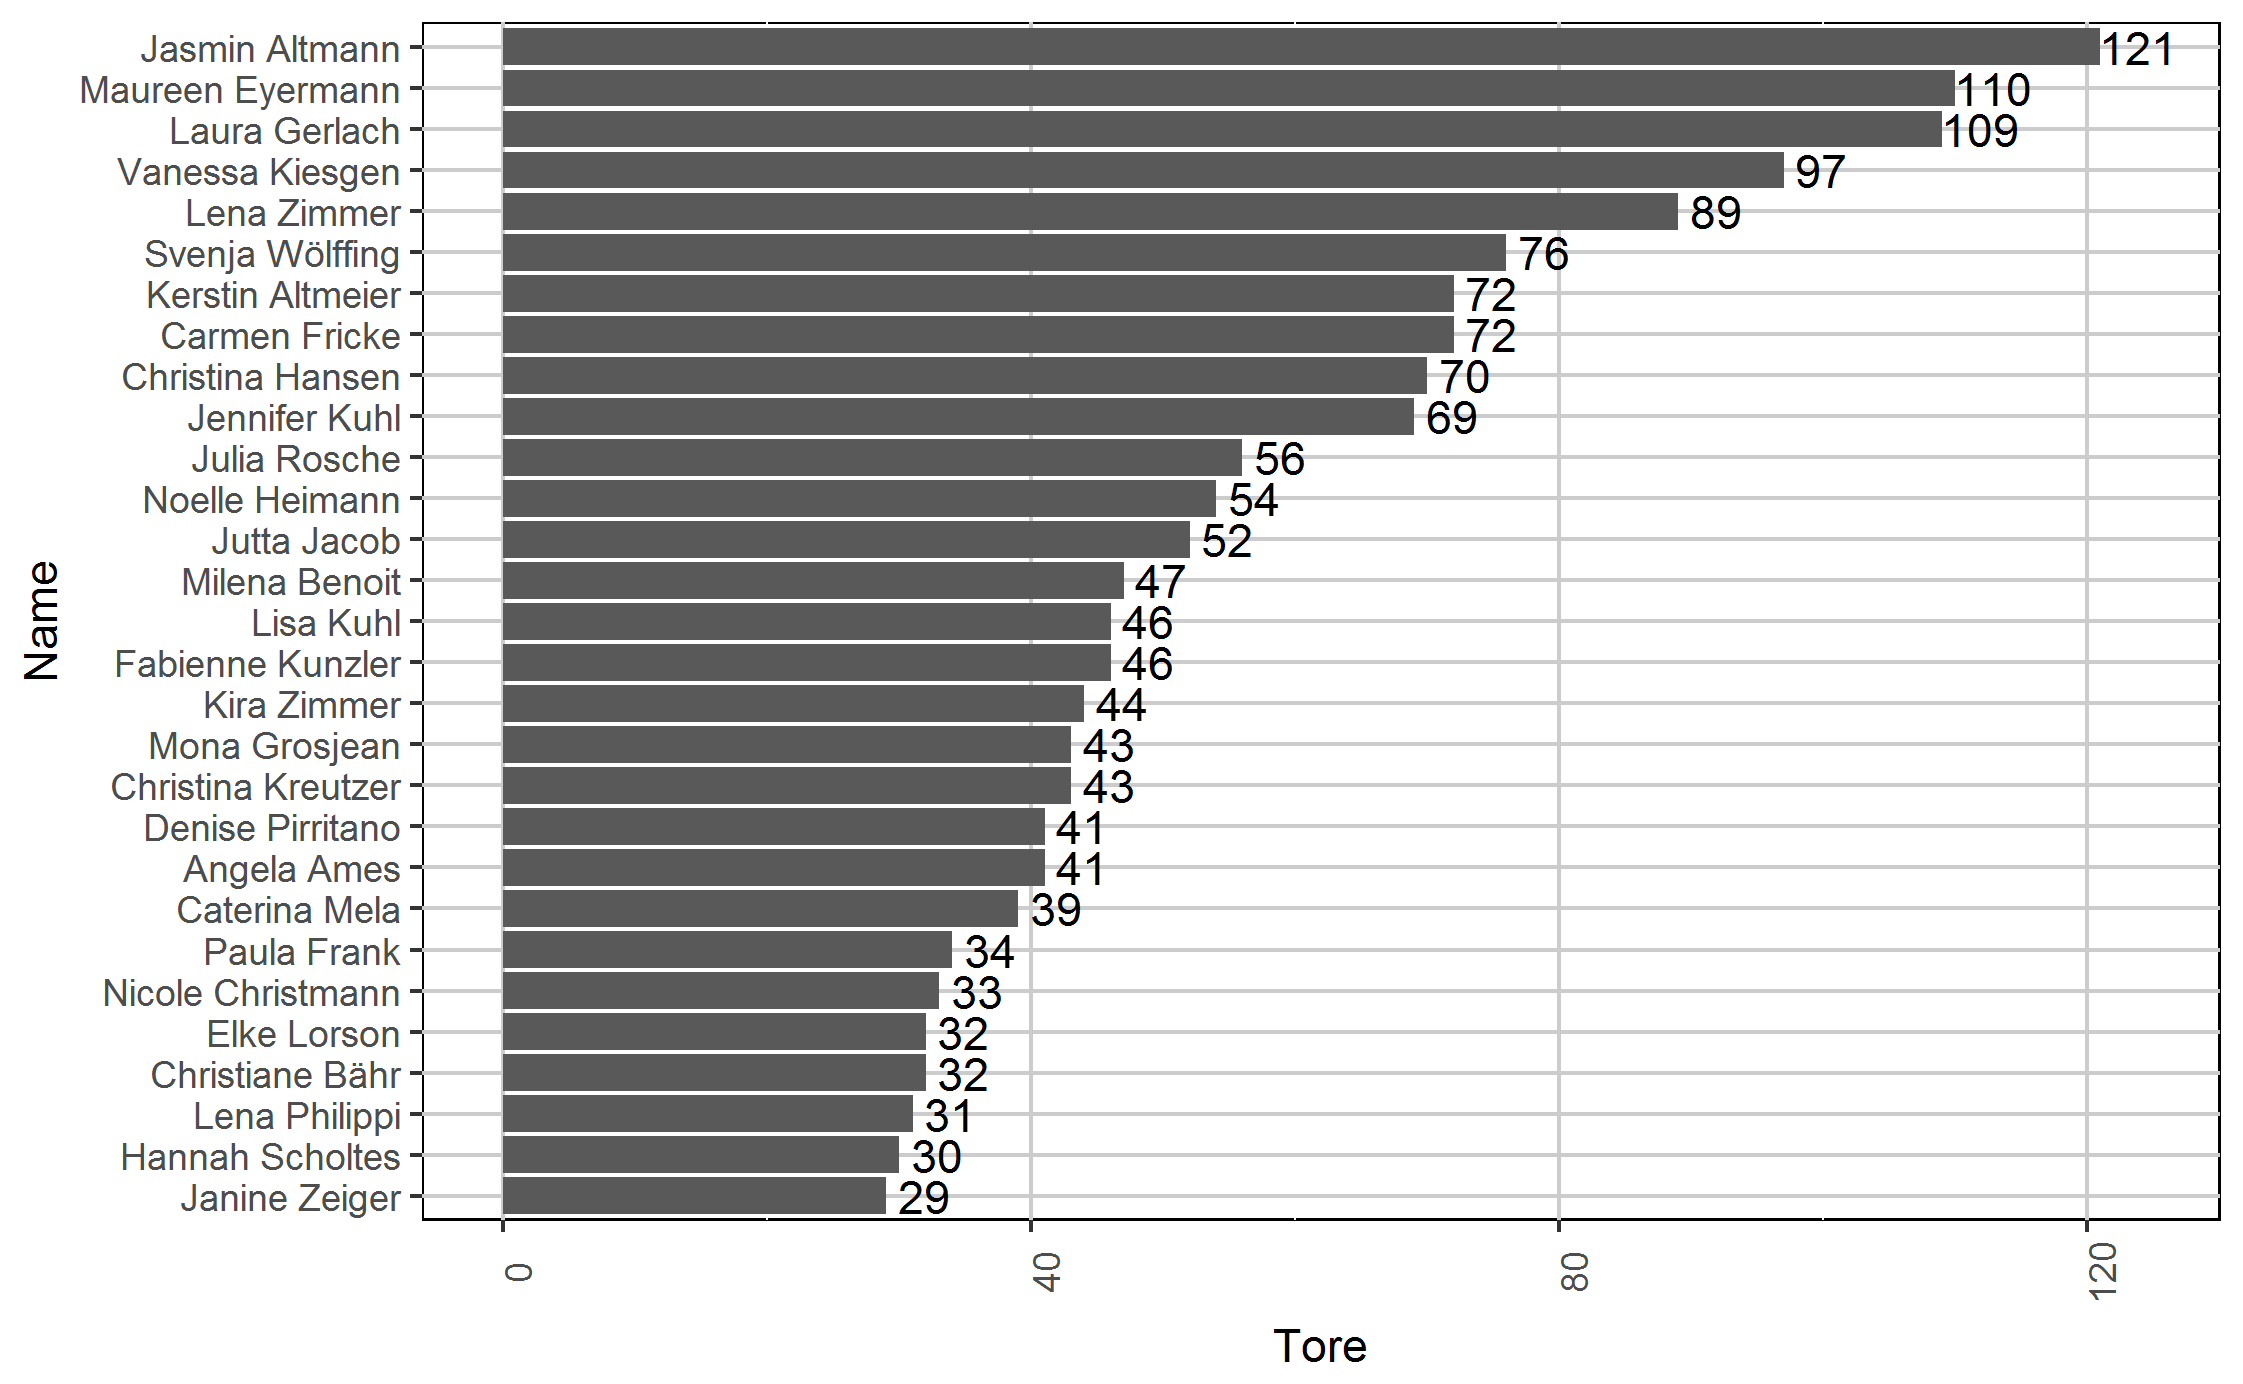 Jasmin Altmann 121
Maureen Eyermann 110
Laura Gerlach 109
Vanessa Kiesgen 97
Lena Zimmer 89
Svenja Wölffing 76
Kerstin Altmeier 72
Carmen Fricke 72
Christina Hansen 70
Jennifer Kuhl 69
Julia Rosche 56
Noelle Heimann 54
Jutta Jacob 52
Milena Benoit 47
Lisa Kuhl 46
Fabienne Kunzler 46
Kira Zimmer 44
Mona Grosjean 43
Christina Kreutzer 43
Denise Pirritano 41
Angela Ames 41
Caterina Mela 39
Paula Frank 34
Nicole Christmann 33
Elke Lorson 32
Christiane Bähr 32
Lena Philippi 31
Hannah Scholtes 30
Janine Zeiger 29
Name
0 40 80 120
Tore